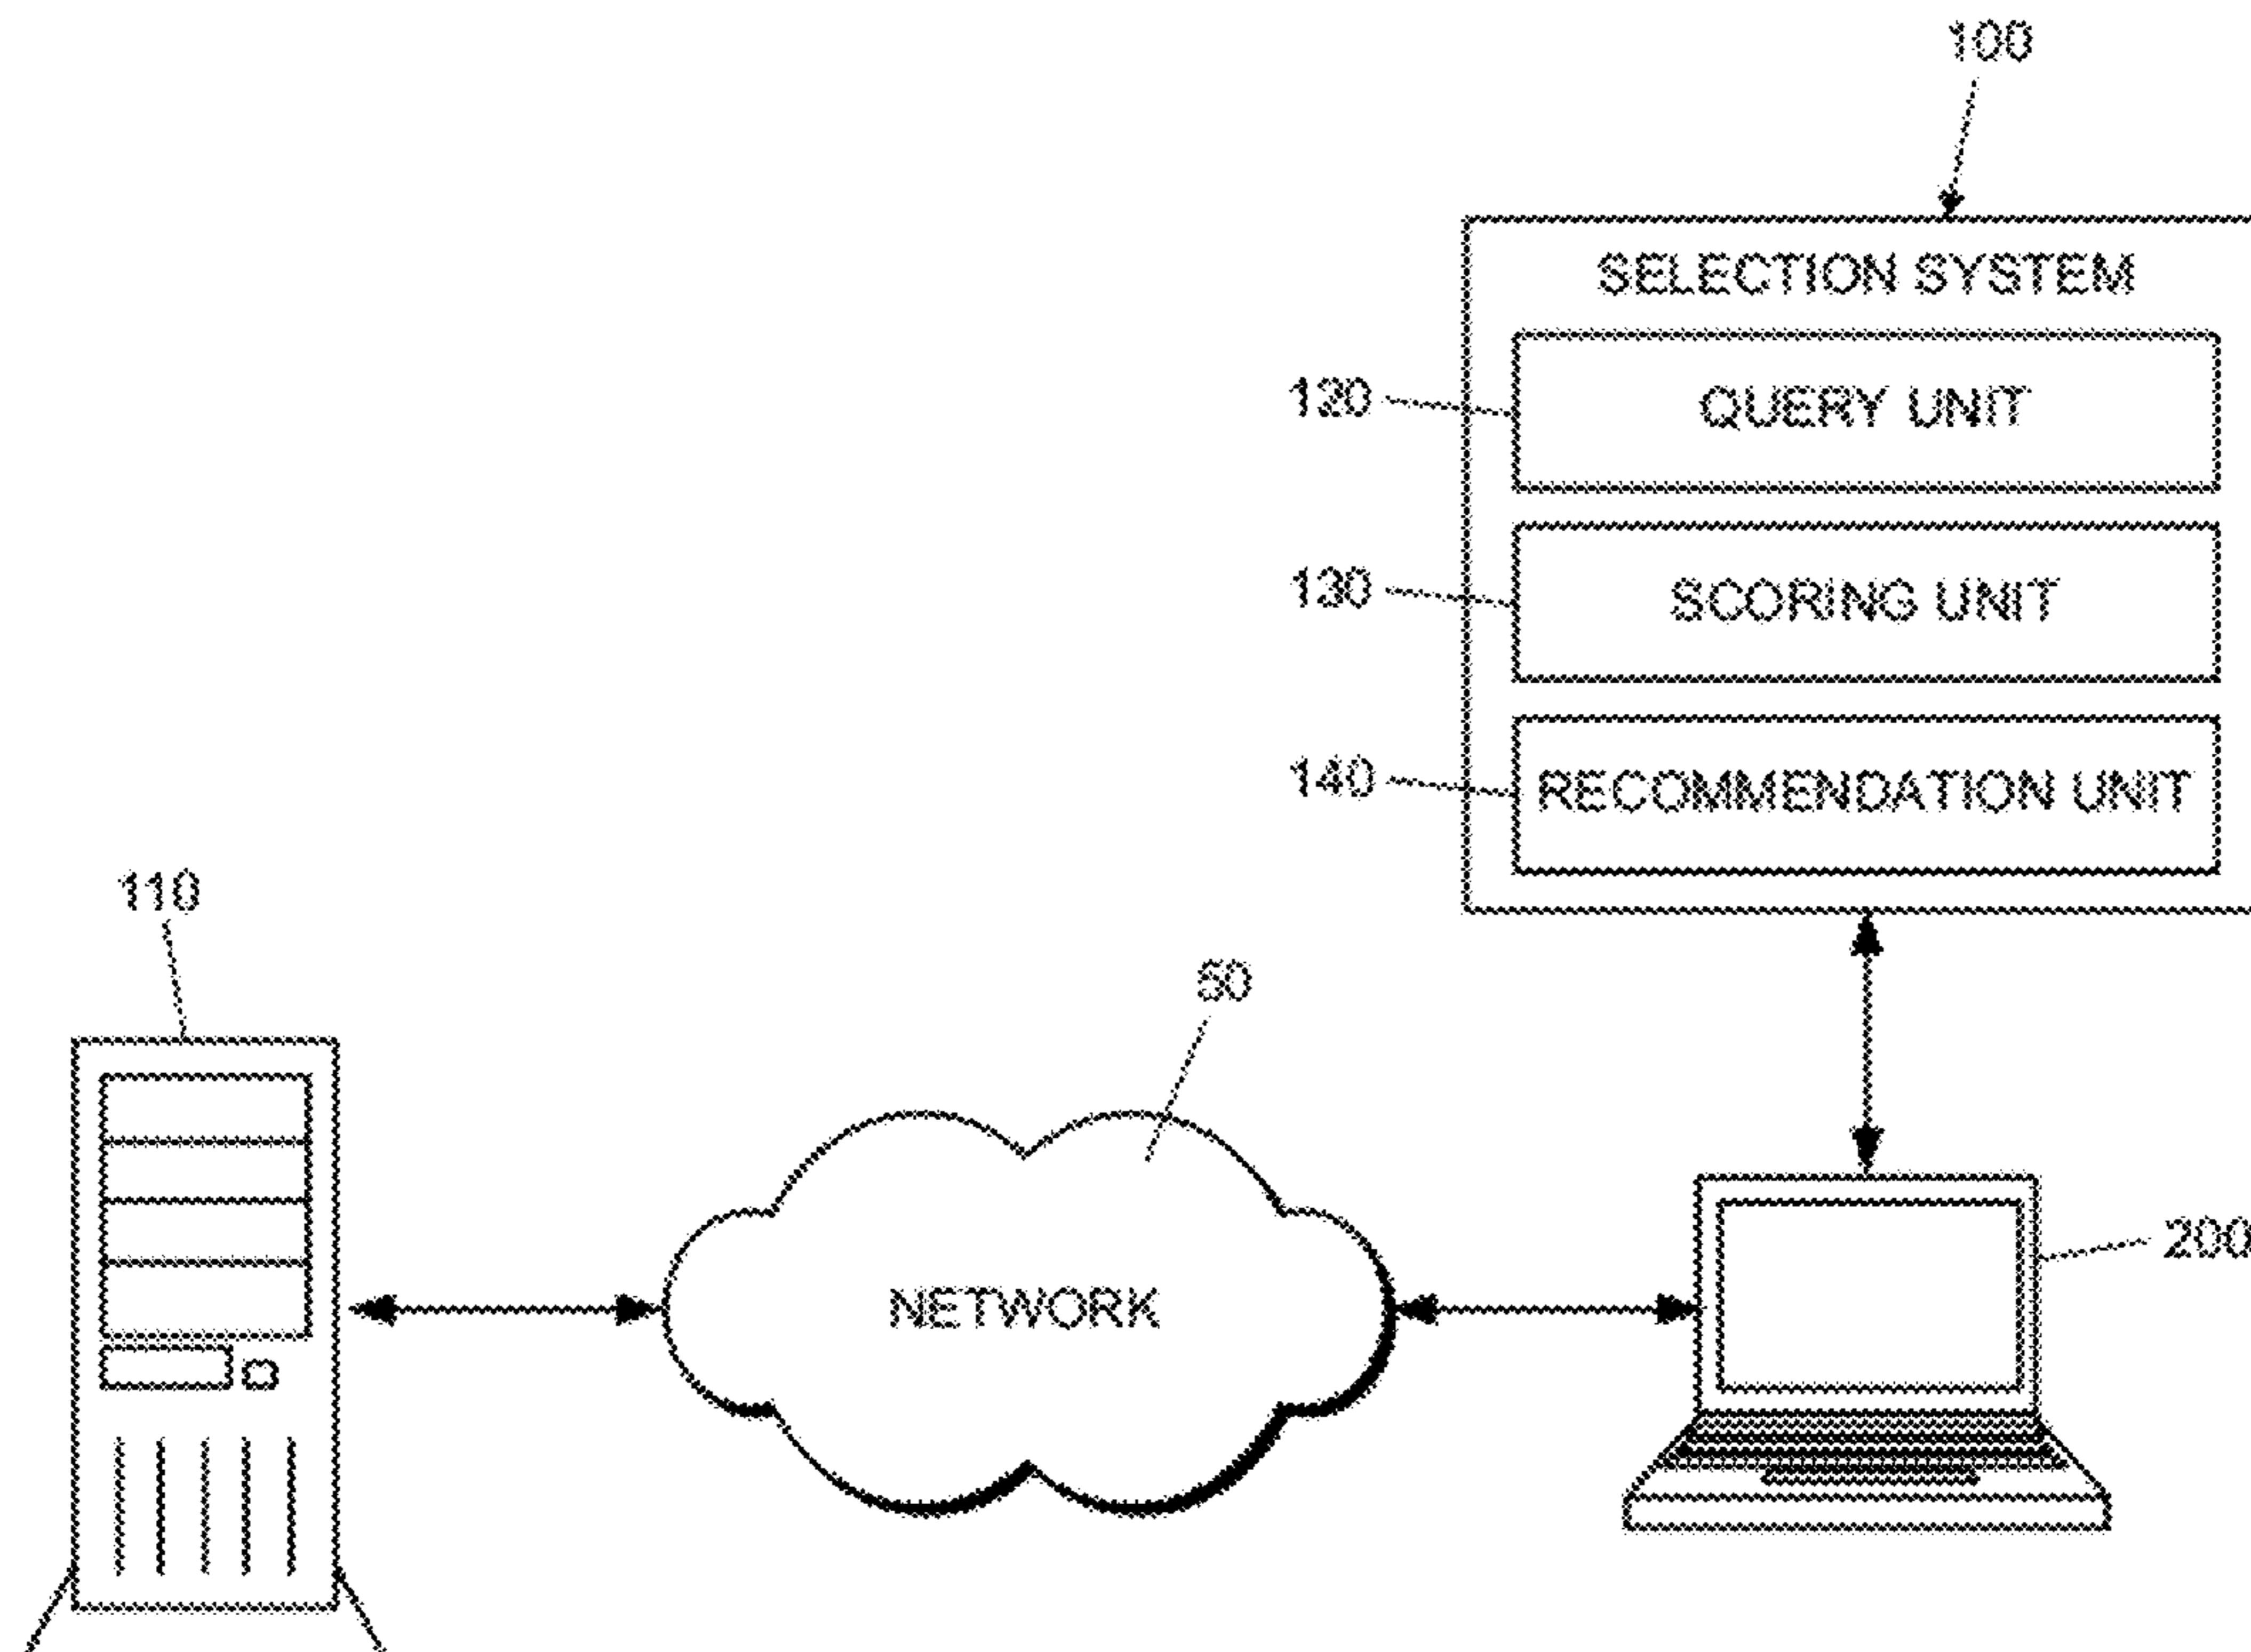 100
SELECTION SYSTEM
120
QUERY UNIT
130
SCORING UNIT
140
RECOMMENDATION UNIT
110
50
200
NETWORK